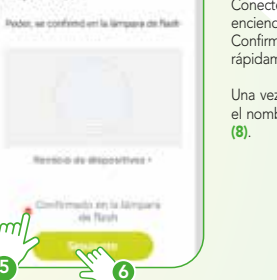 Poder, se confirmó en la lámpara de flash
Reinicio de dispositivos >
Confirmado en la lámpara
de flash
Siguiente
5
6
Conecte
encienc
Confirm
rápidam
Una vez
el nomb
(8).